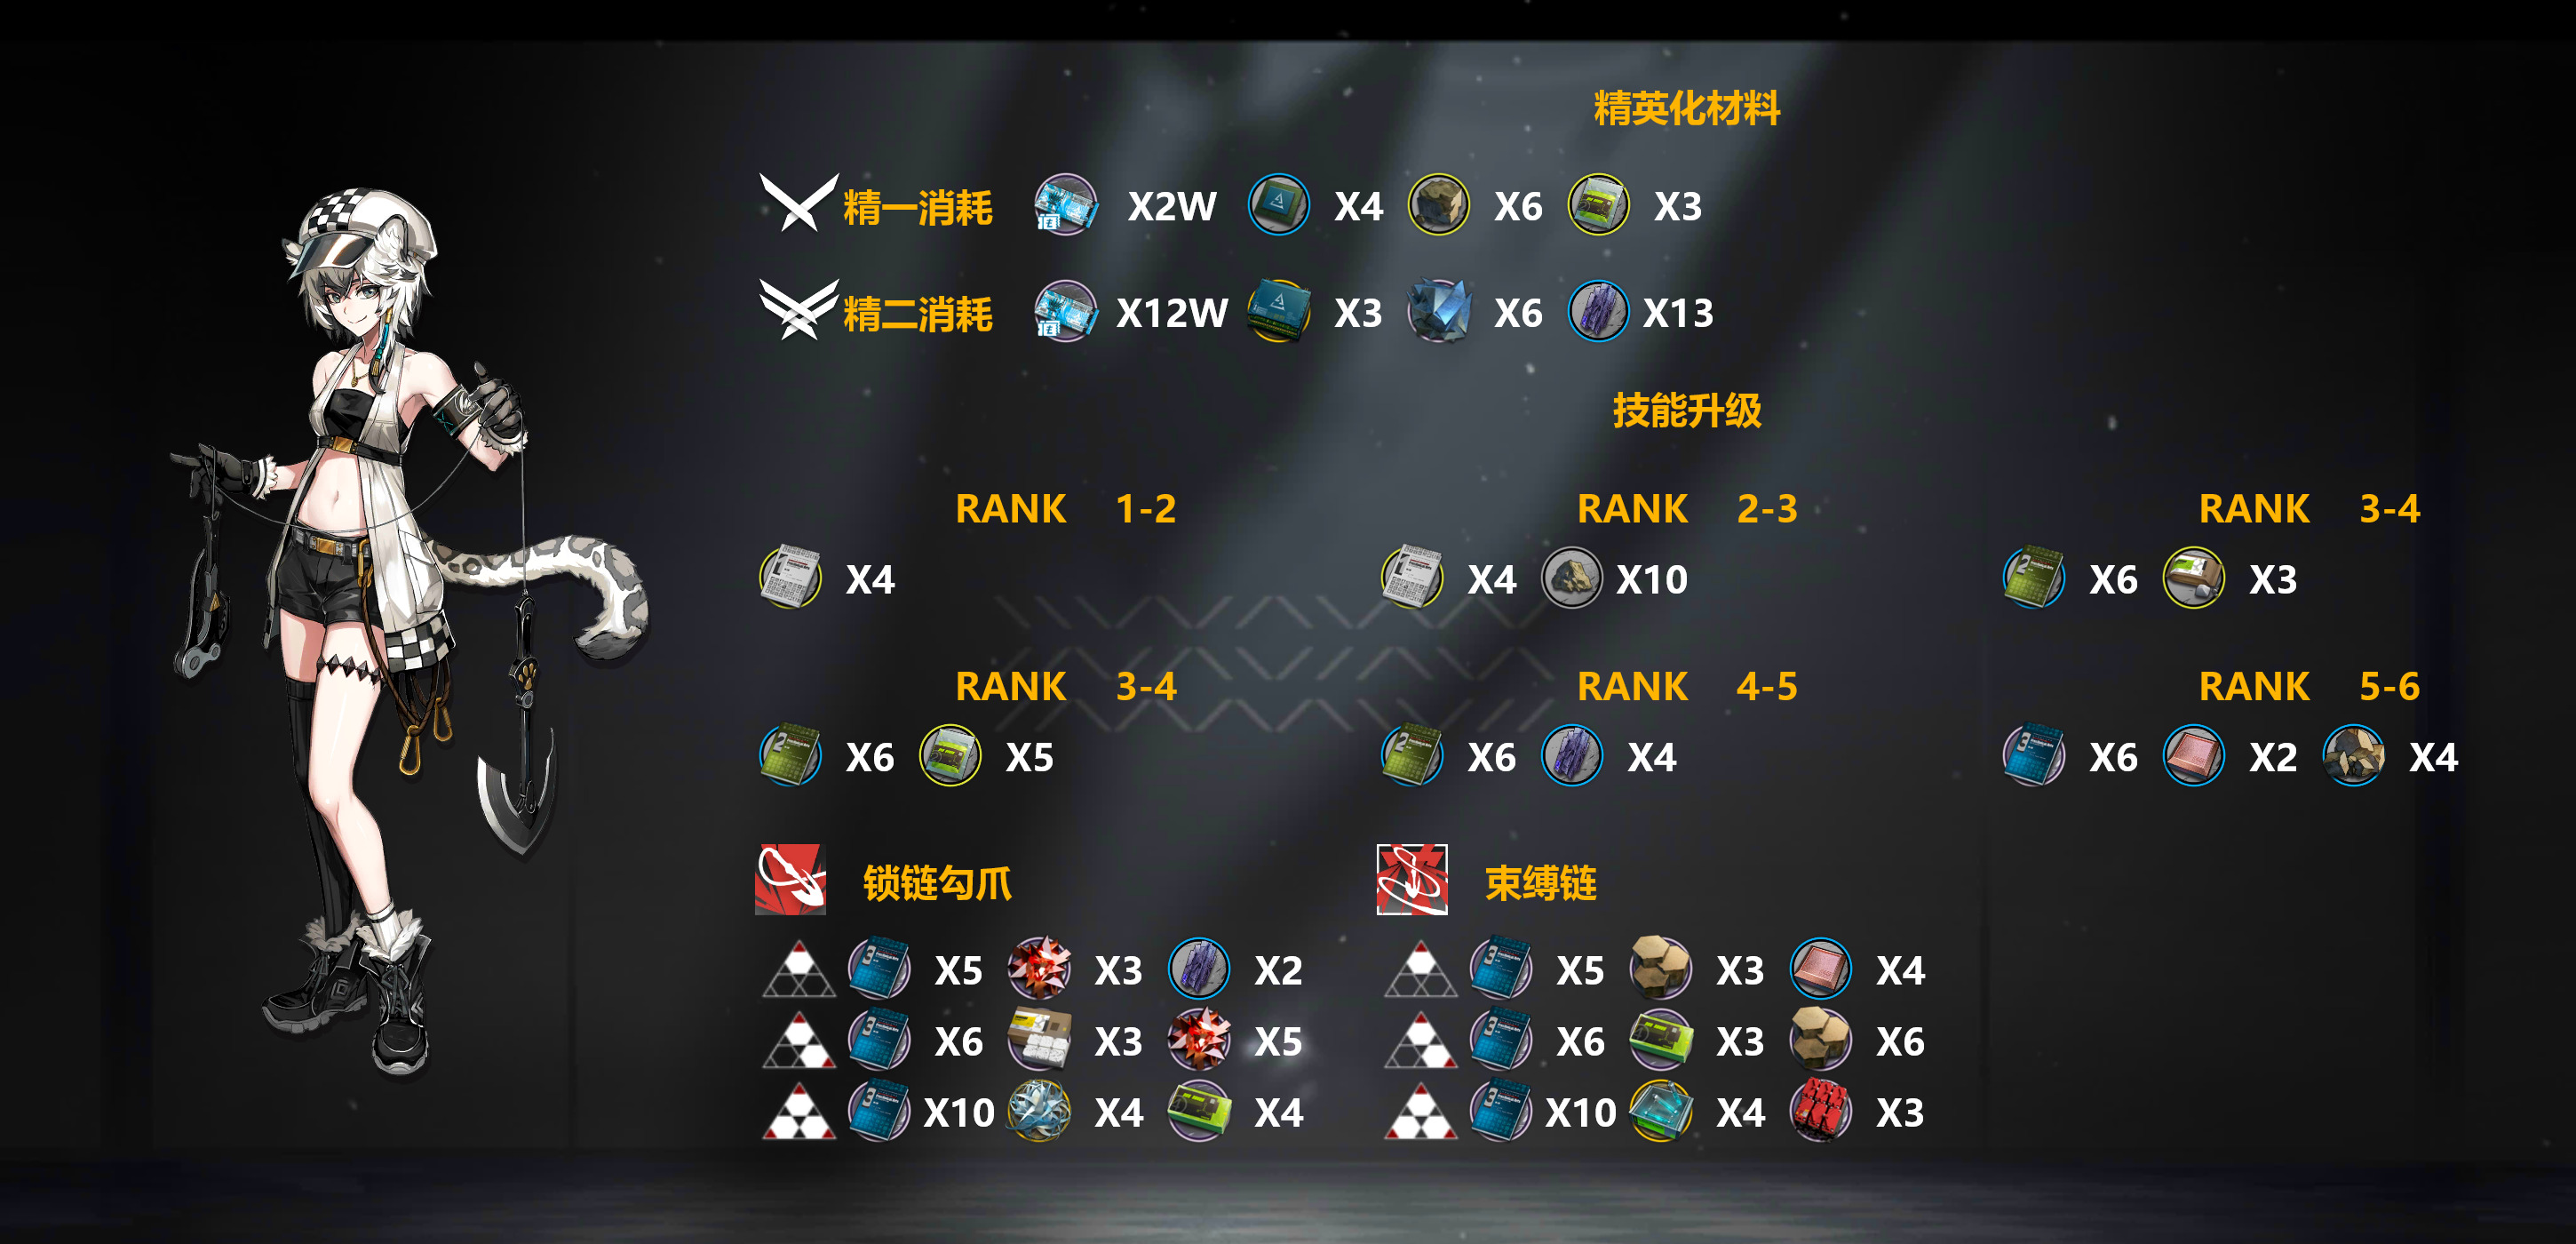 精英化材料
精一消耗 X2W X4 X6 X3
精二消耗 X12W X3 X6 X13
技能升级
RANK 1-2 RANK 2-3 RANK 3-4
X4 X4 X10 X6 X3
RANK 3-4 RANK 4-5 RANK 5-6
X6 X5 X6 X4 X6 X2 X4
锁链勾爪 束缚链
X5 X3 X2 X5 X3 X4
X6 X3 X5 X6 X3 X6
X10 X4 X4 X10 X4 X3